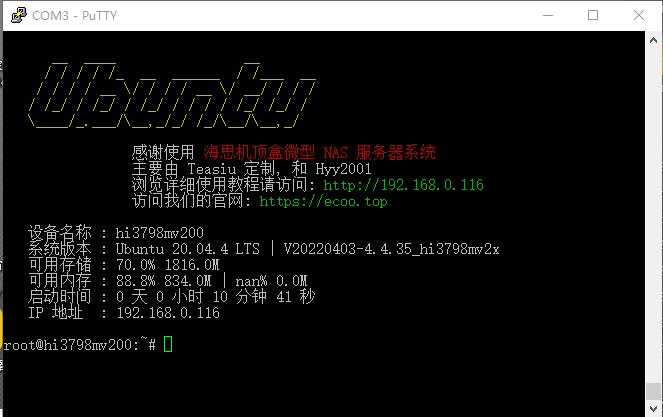 COM3 - PuTTY
Ubuntu
感谢使用 海思机顶盒微型 NAS 服务器系统
主要由 Teasiu 定制, 和 Hyy2001
浏览详细使用教程请访问: http://192.168.0.116
访问我们的官网: https://ecoo.top
设备名称 : hi3798mv200
系统版本 : Ubuntu 20.04.4 LTS | V20220403-4.4.35_hi3798mv2x
可用存储 : 70.0% 1816.0M
可用内存 : 88.8% 834.0M | nan% 0.0M
启动时间 : 0 天 0 小时 10 分钟 41 秒
IP 地址 : 192.168.0.116
root@hi3798mv200:~#